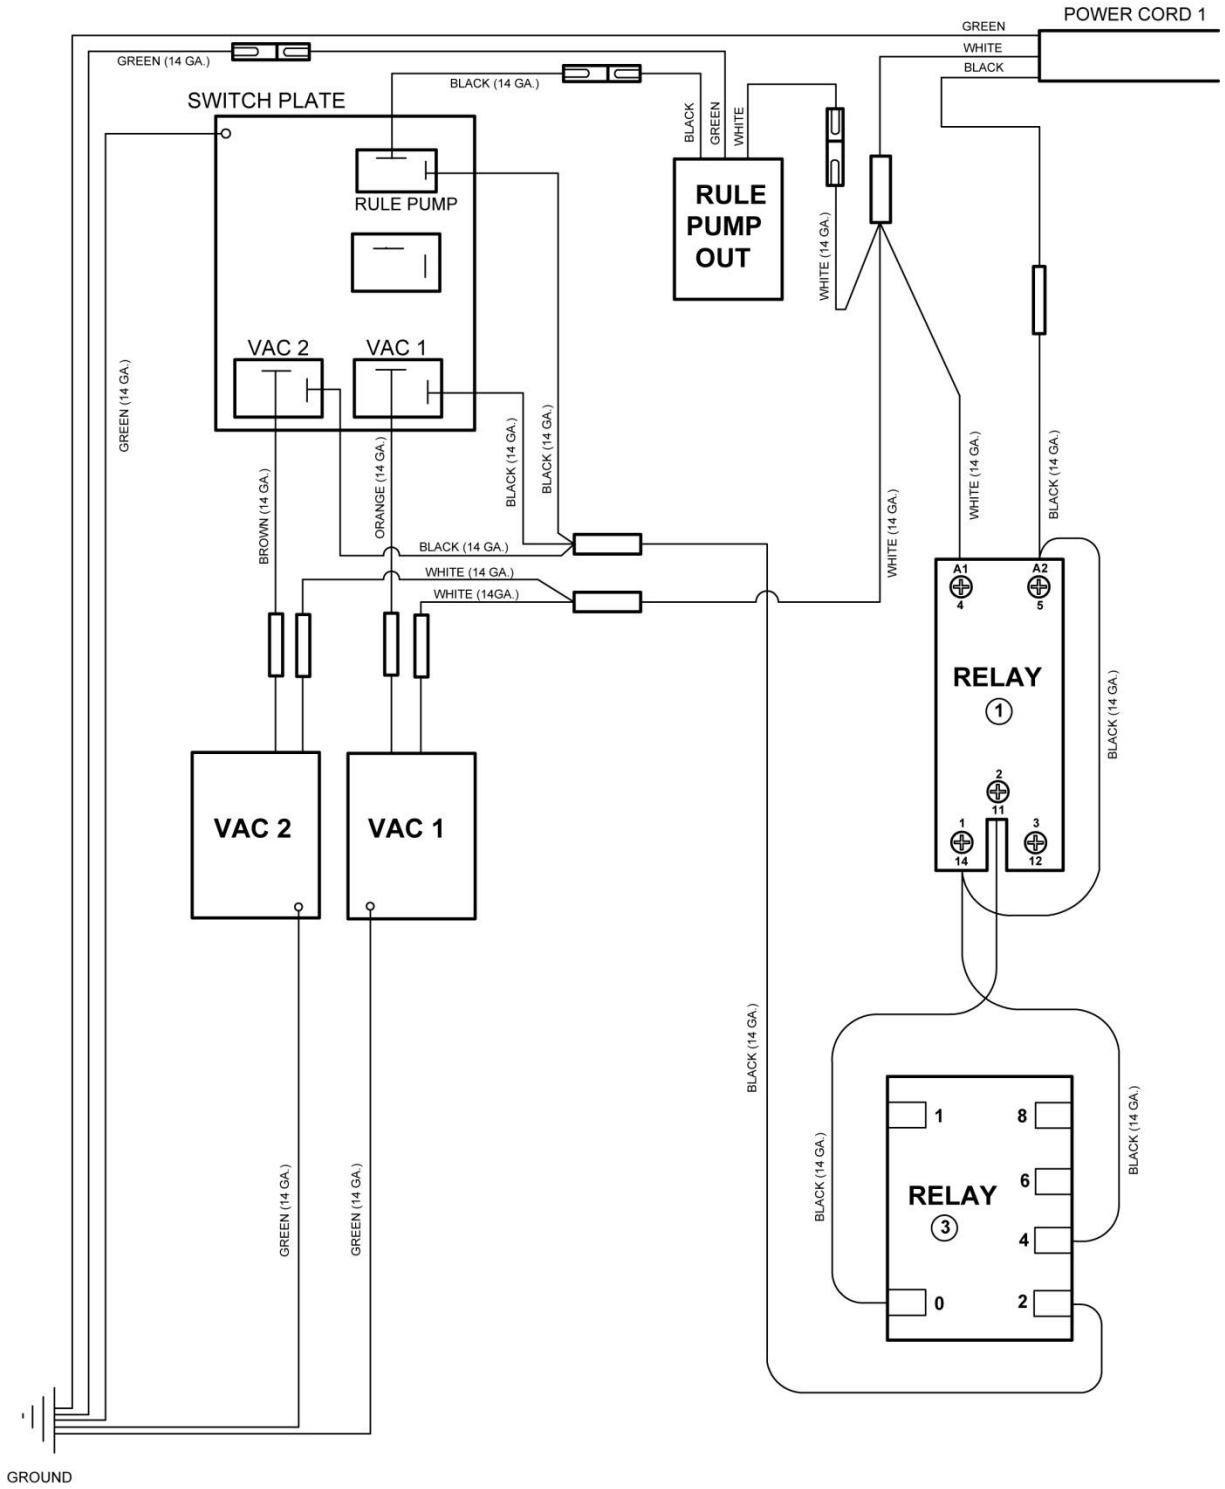 POWER CORD 1
GREEN
WHITE
BLACK
GREEN (14 GA.)
BLACK (14 GA.)
SWITCH PLATE
BLACK
GREEN
WHITE
RULE PUMP
RULE
PUMP
OUT
WHITE (14 GA.)
VAC 2
VAC 1
GREEN (14 GA.)
BROWN (14 GA.)
ORANGE (14 GA.)
BLACK (14 GA.)
BLACK (14 GA.)
WHITE (14 GA.)
WHITE (14 GA.)
BLACK (14 GA.)
BLACK (14 GA.)
WHITE (14 GA.)
WHITE (14GA.)
A1
4
A2
5
RELAY
1
BLACK (14 GA.)
2
11
1
14
3
12
VAC 2
VAC 1
BLACK (14 GA.)
BLACK (14 GA.)
BLACK (14 GA.)
1
8
6
RELAY
3
4
0
2
GREEN (14 GA.)
GREEN (14 GA.)
GROUND